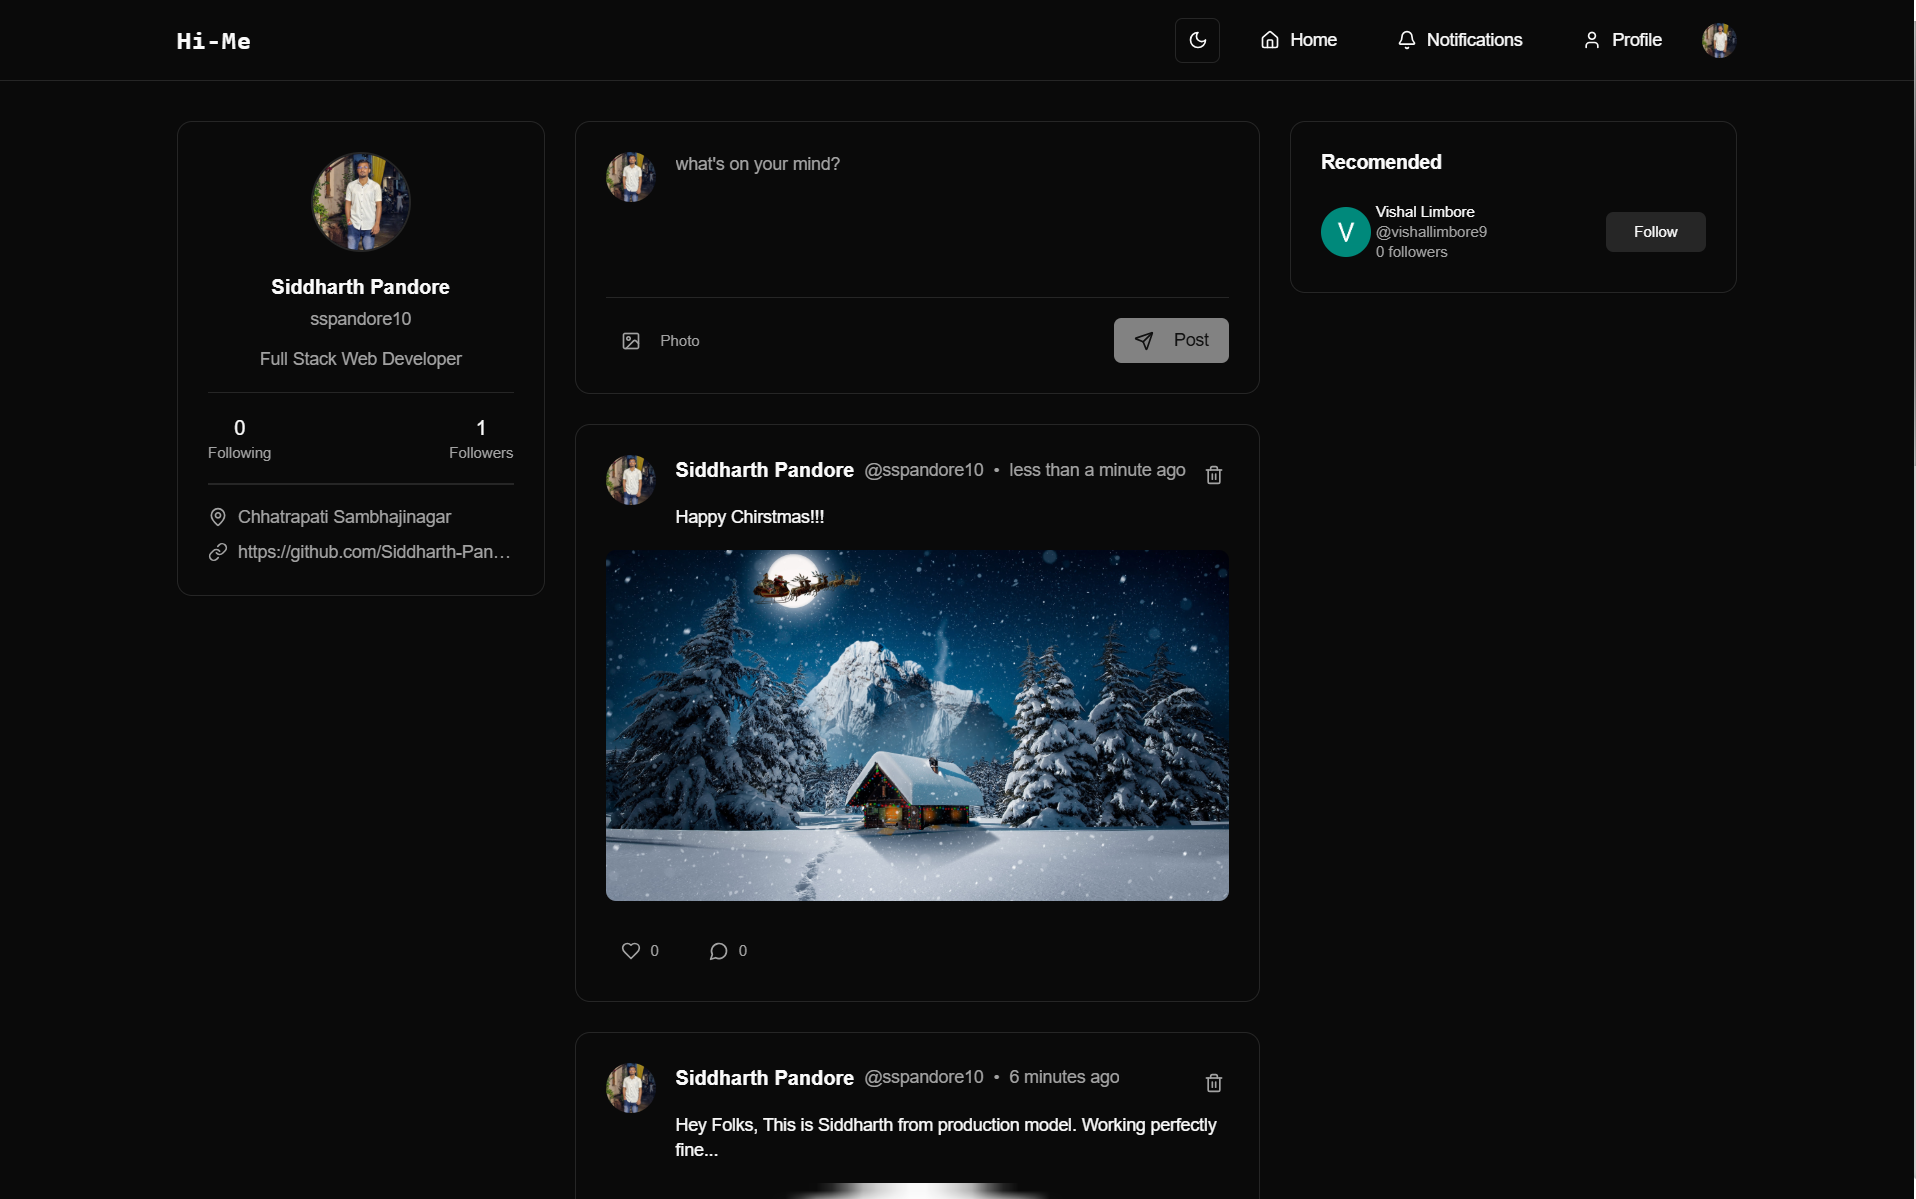 Hi-Me
Home
Notifications
Profile
Siddharth Pandore
sspandore10
Full Stack Web Developer
0
Following
1
Followers
Chhatrapati Sambhajinagar
https://github.com/Siddharth-Pan...
what's on your mind?
Photo
Post
Siddharth Pandore @sspandore10 • less than a minute ago
Happy Chirstmas!!!
0
0
Siddharth Pandore @sspandore10 • 6 minutes ago
Hey Folks, This is Siddharth from production model. Working perfectly
fine...
Recomended
V
Vishal Limbore
@vishallimbore9
0 followers
Follow